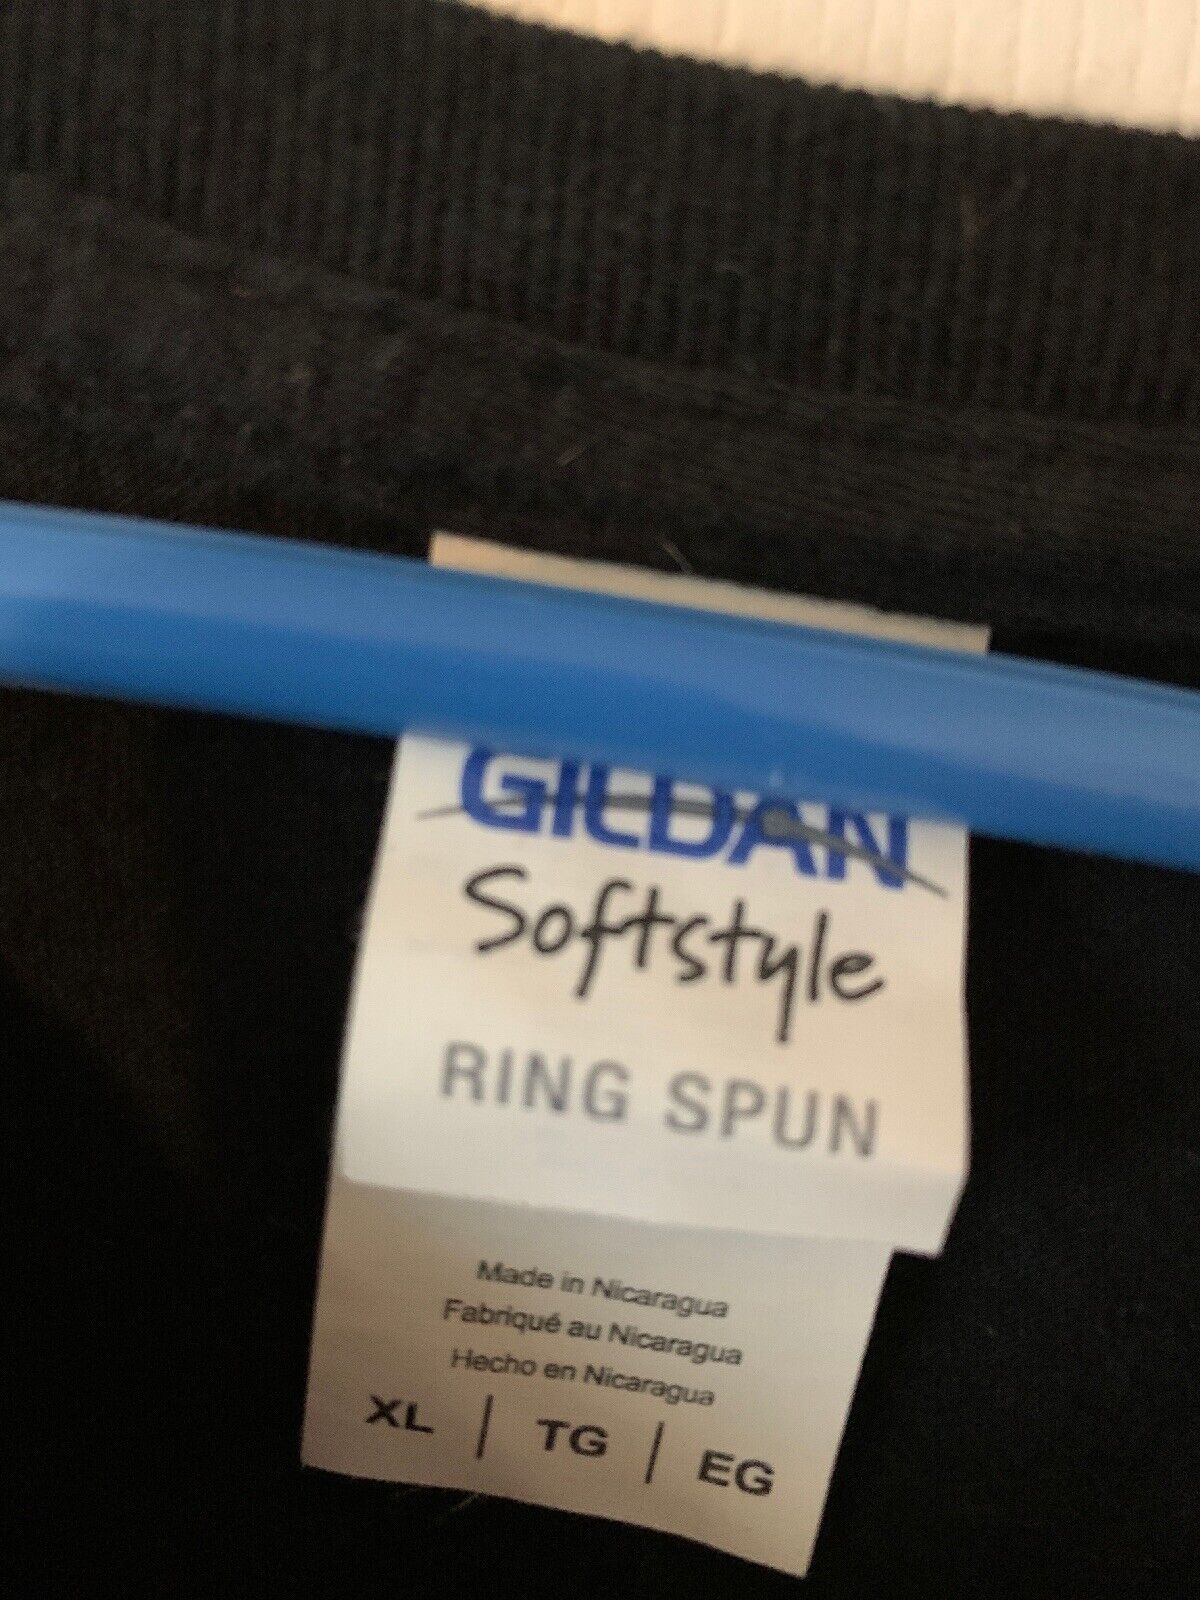 GILDAN
Softstyle
RING SPUN
Made in Nicaragua
Fabriqué au Nicaragua
Hecho en Nicaragua
XL | TG | EG